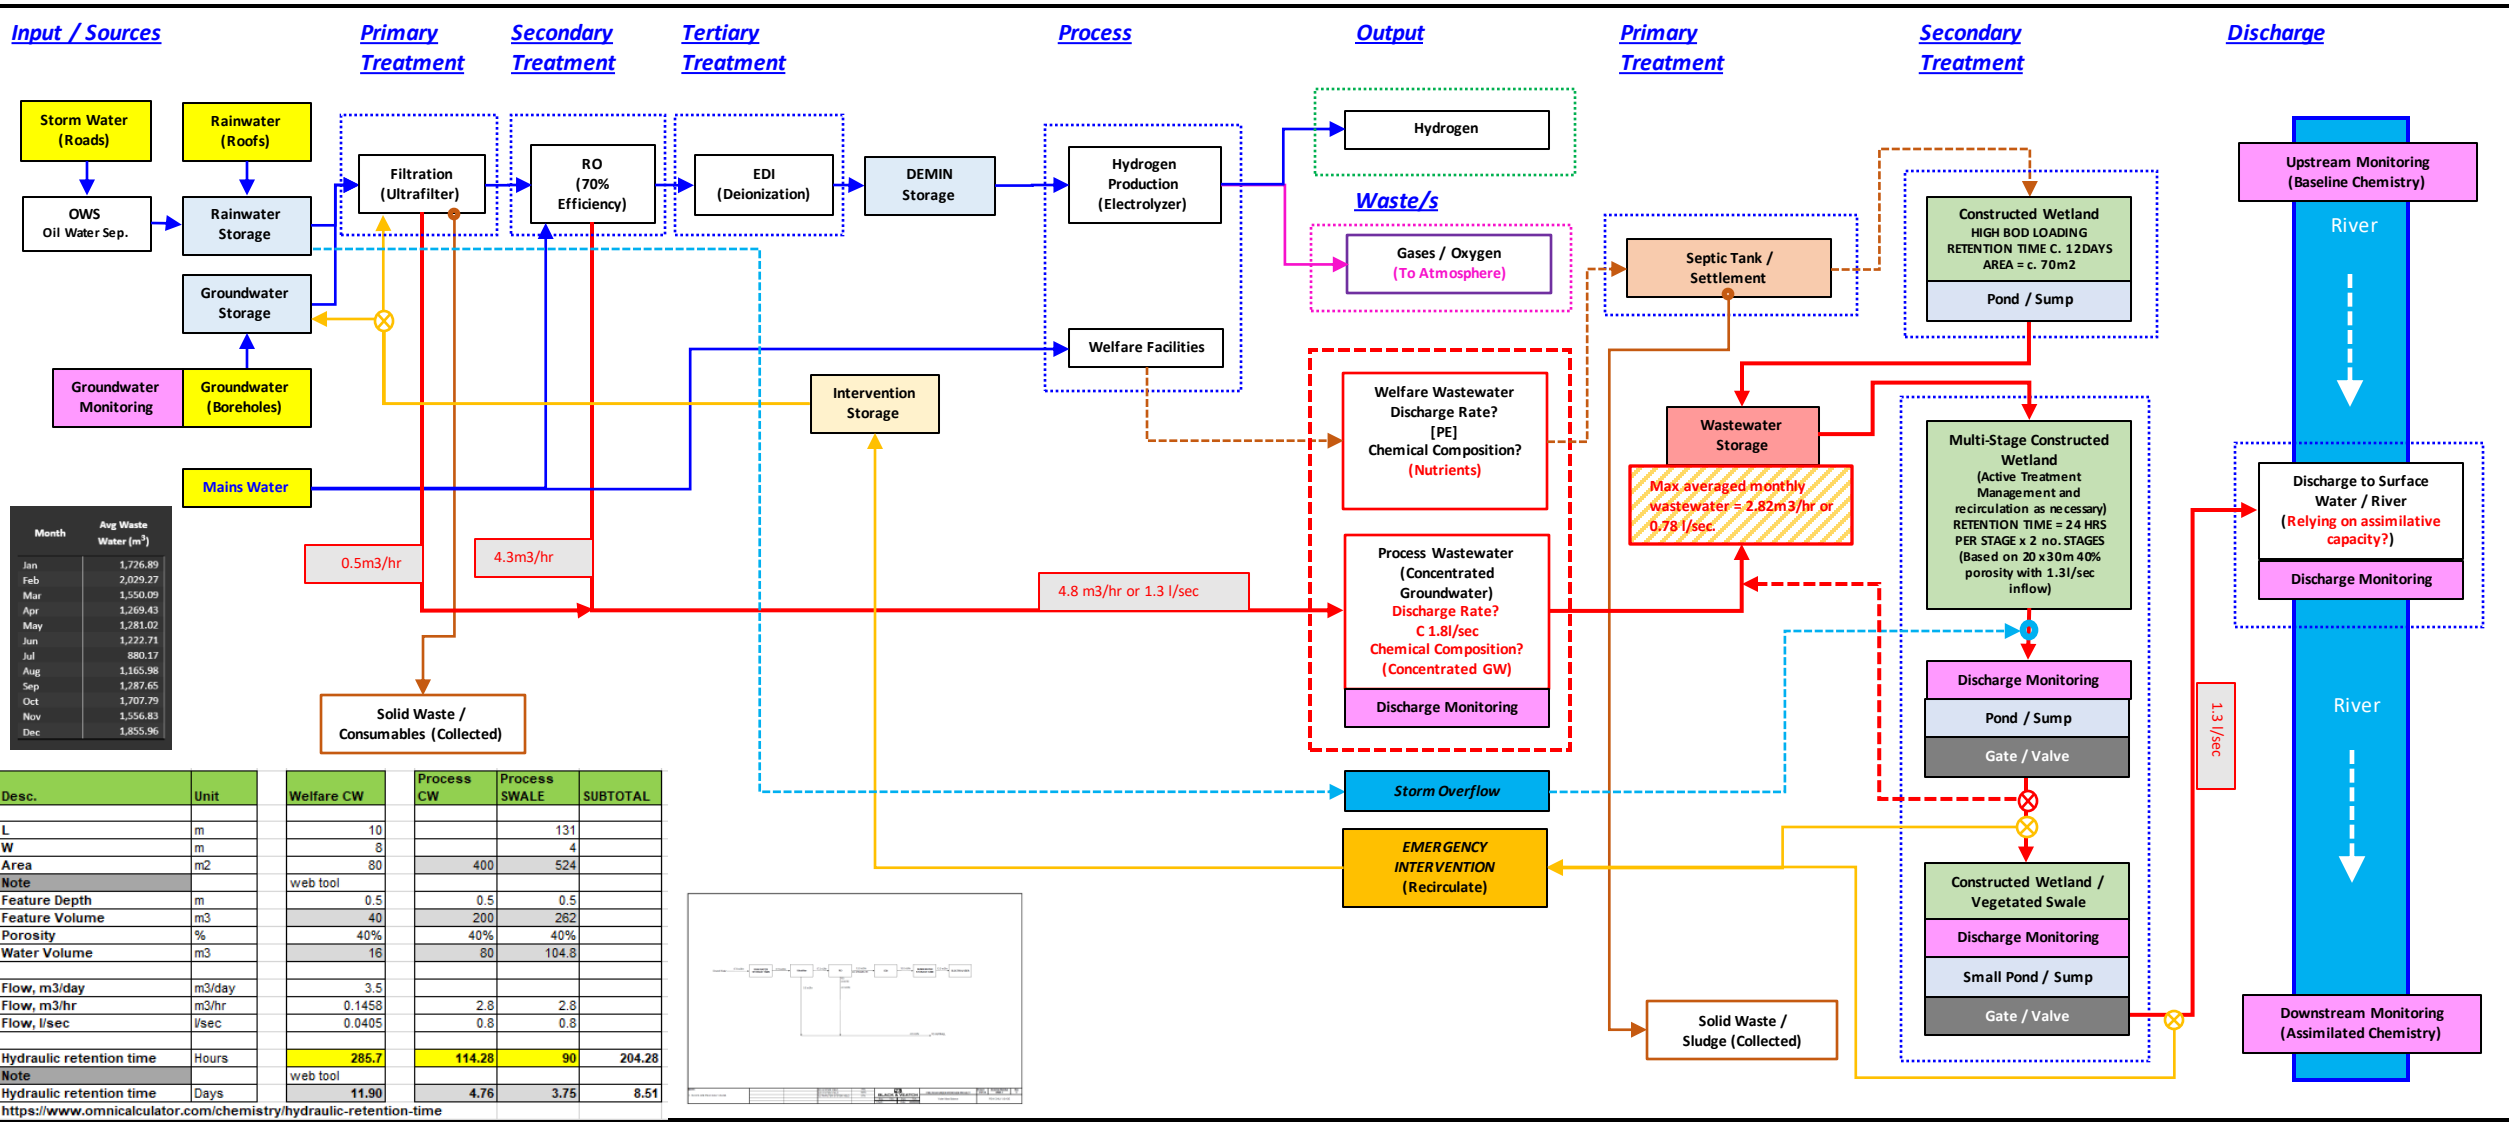 Input / Sources
Primary
Treatment
Secondary
Treatment
Tertiary
Treatment
Process
Output
Primary
Treatment
Secondary
Treatment
Discharge
Storm Water
(Roads)
Rainwater
(Roofs)
OWS
Oil Water Sep.
Rainwater
Storage
Groundwater
Storage
Groundwater
Monitoring
Groundwater
(Boreholes)
Mains Water
Filtration
(Ultrafilter)
RO
(70%
Efficiency)
EDI
(Deionization)
DEMIN
Storage
Hydrogen
Production
(Electrolyzer)
Welfare Facilities
Intervention
Storage
Hydrogen
Waste/s
Gases / Oxygen
(To Atmosphere)
Welfare Wastewater
Discharge Rate?
[PE]
Chemical Composition?
(Nutrients)
Process Wastewater
(Concentrated
Groundwater)
Discharge Rate?
C 1.8l/sec
Chemical Composition?
(Concentrated GW)
Discharge Monitoring
Storm Overflow
EMERGENCY
INTERVENTION
(Recirculate)
0.5m3/hr
4.3m3/hr
4.8 m3/hr or 1.3 l/sec
Solid Waste /
Consumables (Collected)
Septic Tank /
Settlement
Wastewater
Storage
Max averaged monthly
wastewater = 2.82m3/hr or
0.78 l/sec.
Solid Waste /
Sludge (Collected)
Constructed Wetland
HIGH BOD LOADING
RETENTION TIME C. 12DAYS
AREA = c. 70m2
Pond / Sump
Multi-Stage Constructed
Wetland
(Active Treatment
Management and
recirculation as necessary)
RETENTION TIME = 24 HRS
PER STAGE x 2 no. STAGES
(Based on 20 x30m 40%
porosity with 1.3l/sec
inflow)
Discharge Monitoring
Pond / Sump
Gate / Valve
Constructed Wetland /
Vegetated Swale
Discharge Monitoring
Small Pond / Sump
Gate / Valve
1.3 l/sec
Upstream Monitoring
(Baseline Chemistry)
River
Discharge to Surface
Water / River
(Relying on assimilative
capacity?)
Discharge Monitoring
River
Downstream Monitoring
(Assimilated Chemistry)
Month Avg Waste Water (m3)
Jan 1,726.89
Feb 2,029.27
Mar 1,550.09
Apr 1,269.43
May 1,281.02
Jun 1,222.71
Jul 880.17
Aug 1,165.98
Sep 1,287.65
Oct 1,707.79
Nov 1,556.83
Dec 1,855.96
Desc. Unit Welfare CW Process CW Process SWALE SUBTOTAL
L m 10 131
W m 8 4
Area m2 80 400 524
Note web tool
Feature Depth m 0.5 0.5 0.5
Feature Volume m3 40 200 262
Porosity % 40% 40% 40%
Water Volume m3 16 80 104.8
Flow, m3/day m3/day 3.5
Flow, m3/hr m3/hr 0.1458 2.8 2.8
Flow, l/sec l/sec 0.0405 0.8 0.8
Hydraulic retention time Hours 285.7 114.28 90 204.28
Note web tool
Hydraulic retention time Days 11.90 4.76 3.75 8.51
https://www.omnicalculator.com/chemistry/hydraulic-retention-time
BLACK & VEATCH